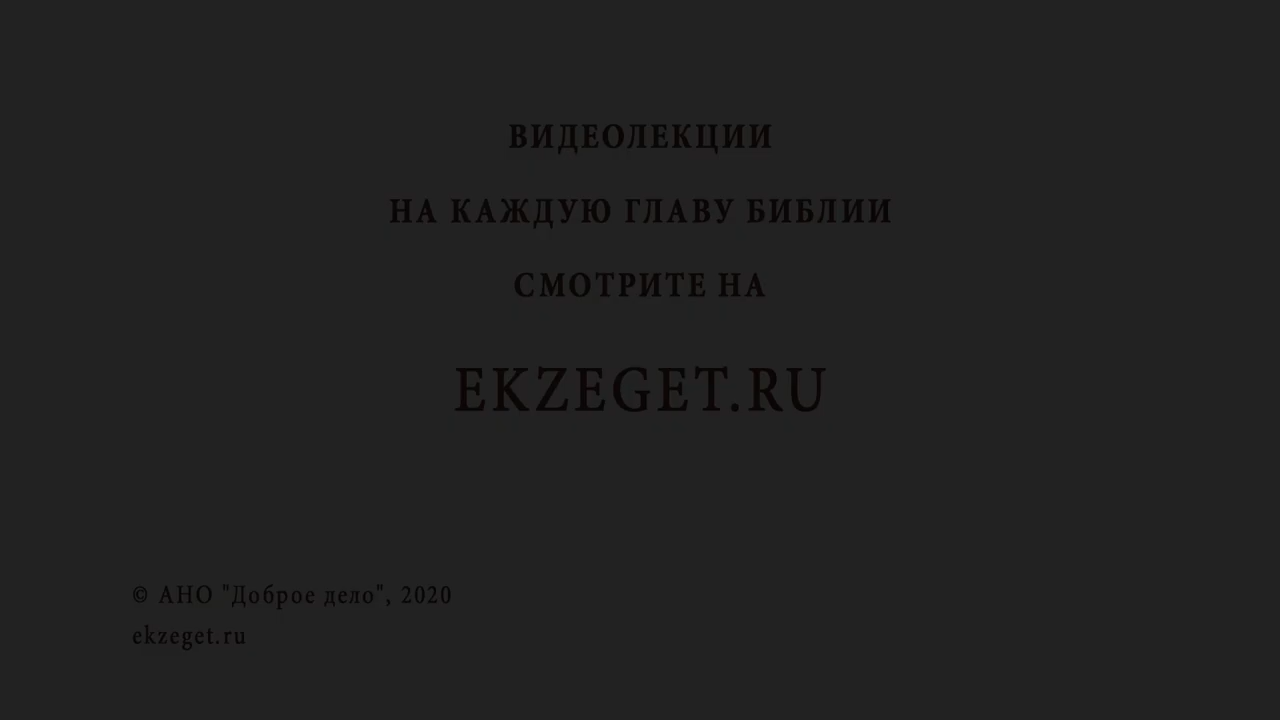 ВИДЕОЛЕКЦИИ
НА КАЖДУЮ ГЛАВУ БИБЛИИ
СМОТРИТЕ НА
EKZEGET.RU
© АНО "Доброе дело", 2020
ekzeget.ru